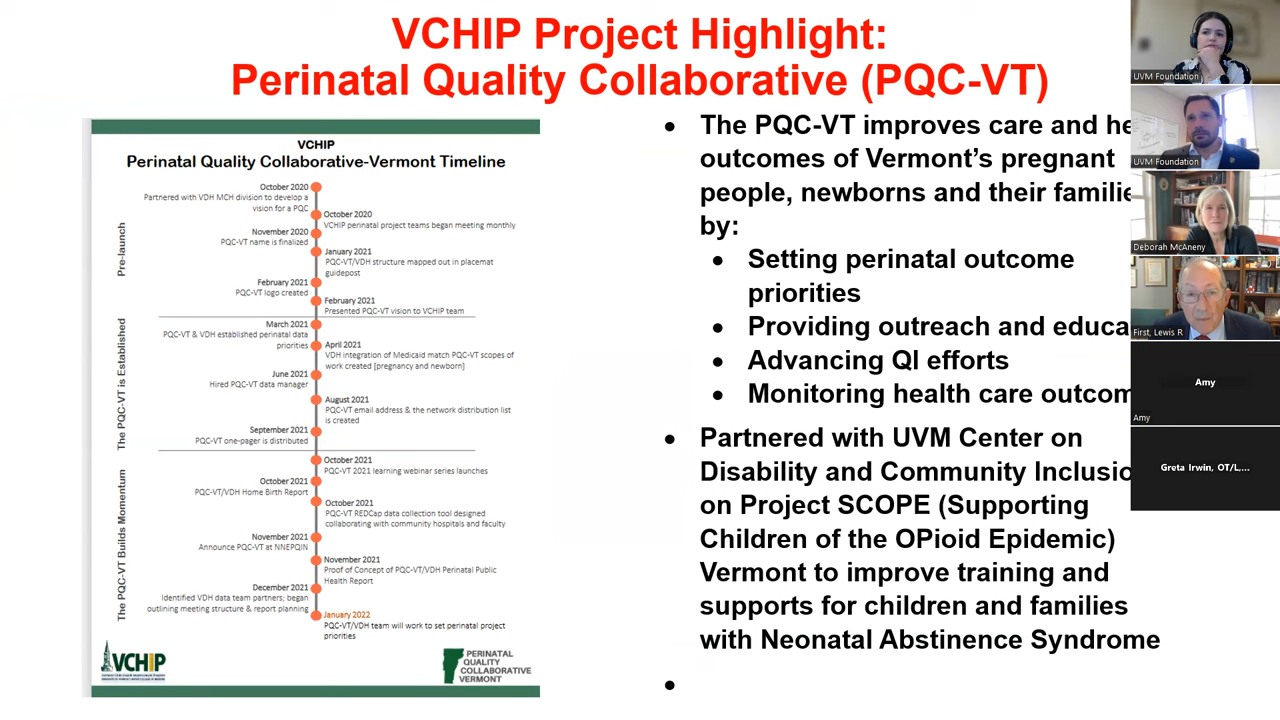 VCHIP Project Highlight:
Perinatal Quality Collaborative (PQC-VT)
VCHIP
Perinatal Quality Collaborative-Vermont Timeline
Pre-launch
October 2020
Partnered with VDH MCH division to develop a
vision for a PQC
October 2020
VCHIP perinatal project teams began meeting monthly
November 2020
PQC-VT name is finalized
January 2021
PQC-VT/VDH structure mapped out in placemat
guidepost
February 2021
PQC-VT logo created
February 2021
Presented PQC-VT vision to VCHIP team
The PQC-VT is Established
March 2021
PQC-VT & VDH established perinatal data
priorities
April 2021
VDH integration of Medicaid match PQC-VT scopes of
work created [pregnancy and newborn]
June 2021
Hired PQC-VT data manager
August 2021
PQC-VT email address & the network distribution list
is created
September 2021
PQC-VT one-pager is distributed
The PQC-VT Builds Momentum
October 2021
PQC-VT 2021 learning webinar series launches
October 2021
PQC-VT/VDH Home Birth Report
October 2021
PQC-VT REDCap data collection tool designed
collaborating with community hospitals and faculty
November 2021
Announce PQC-VT at NNEPQIN
November 2021
Proof of Concept of PQC-VT/VDH Perinatal Public
Health Report
December 2021
Identified VDH data team partners; began
outlining meeting structure & report planning
January 2022
PQC-VT/VDH team will work to set perinatal project
priorities
VCHIP
PERINATAL
QUALITY
COLLABORATIVE
VERMONT
• The PQC-VT improves care and he
outcomes of Vermont’s pregnant
people, newborns and their familie
by:
• Setting perinatal outcome
priorities
• Providing outreach and educa
• Advancing QI efforts
• Monitoring health care outcom
• Partnered with UVM Center on
Disability and Community Inclusio
on Project SCOPE (Supporting
Children of the OPioid Epidemic)
Vermont to improve training and
supports for children and families
with Neonatal Abstinence Syndrome
•
UVM Foundation
UVM Foundation
Deborah McAneny
First, Lewis R
Amy
Amy
Greta Irwin, OT/L,...